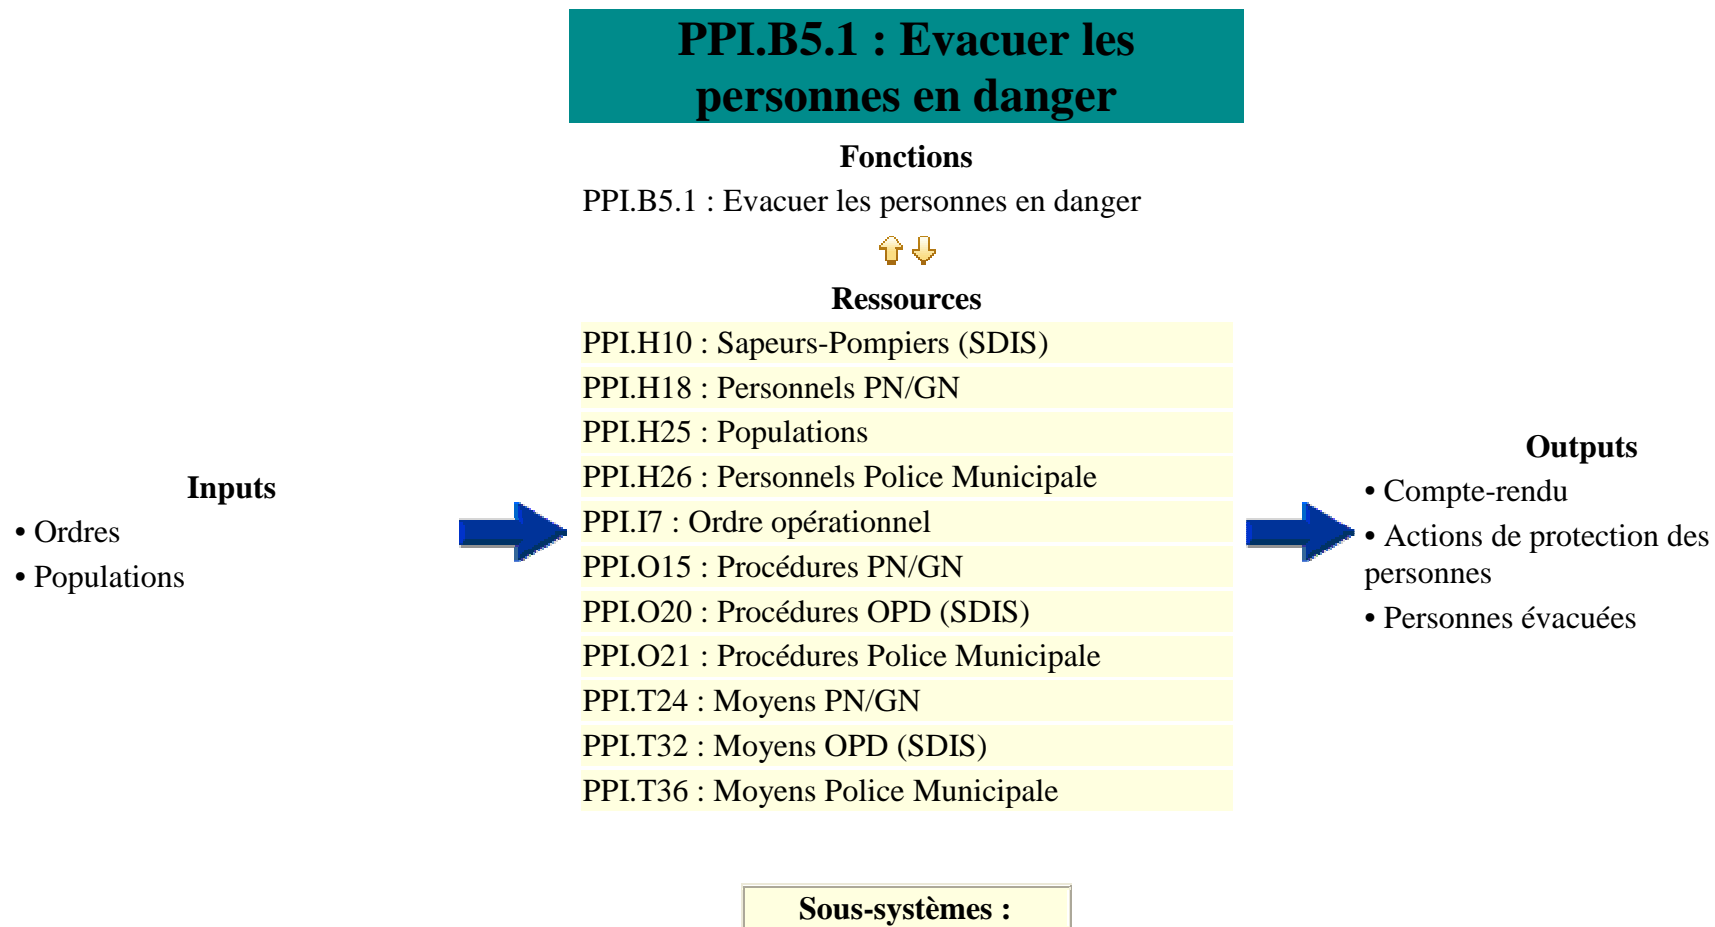 PPI.B5.1 : Evacuer les
personnes en danger
Fonctions
PPI.B5.1 : Evacuer les personnes en danger
Ressources
PPI.H10 : Sapeurs-Pompiers (SDIS)
PPI.H18 : Personnels PN/GN
PPI.H25 : Populations
PPI.H26 : Personnels Police Municipale
PPI.I7 : Ordre opérationnel
PPI.O15 : Procédures PN/GN
PPI.O20 : Procédures OPD (SDIS)
PPI.O21 : Procédures Police Municipale
PPI.T24 : Moyens PN/GN
PPI.T32 : Moyens OPD (SDIS)
PPI.T36 : Moyens Police Municipale
Inputs
• Ordres
• Populations
Outputs
• Compte-rendu
• Actions de protection des
personnes
• Personnes évacuées
Sous-systèmes :